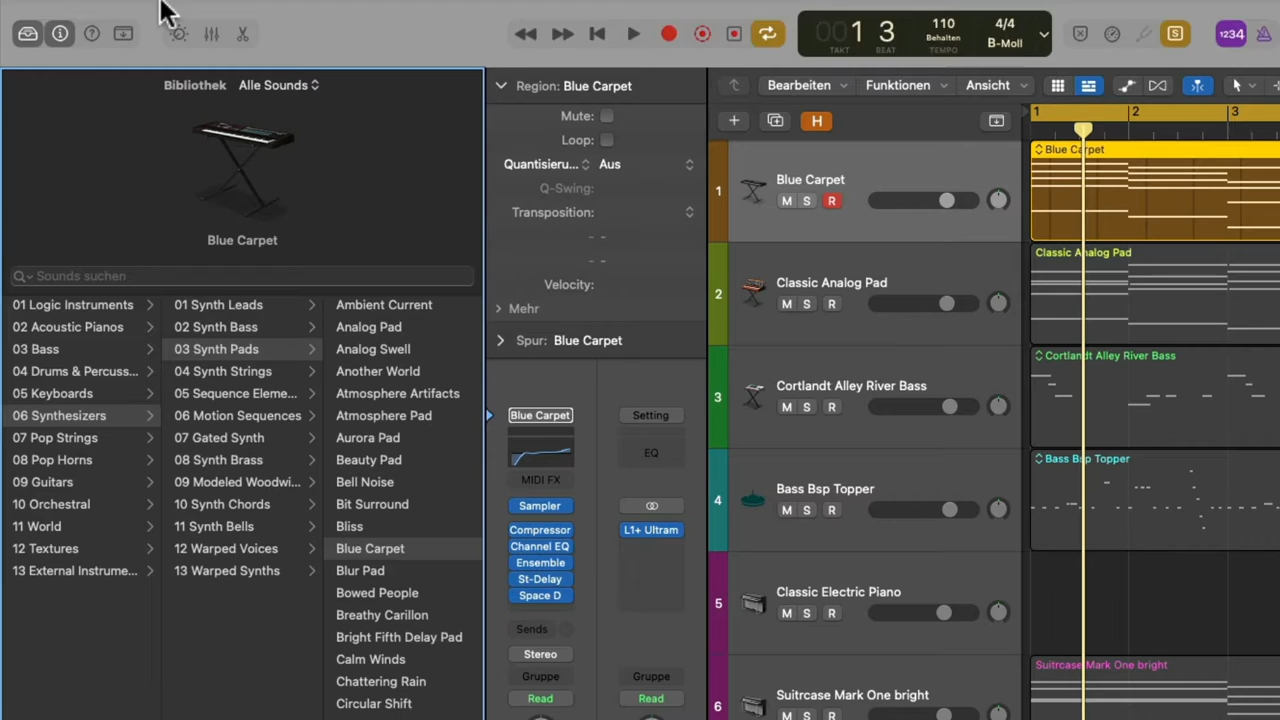 1 3
TAKT BEAT
110
Behalten
TEMPO
4/4
B-Moll
S
1234
Bibliothek Alle Sounds
Blue Carpet
Sounds suchen
01 Logic Instruments
02 Acoustic Pianos
03 Bass
04 Drums & Percuss...
05 Keyboards
06 Synthesizers
07 Pop Strings
08 Pop Horns
09 Guitars
10 Orchestral
11 World
12 Textures
13 External Instrume...
01 Synth Leads
02 Synth Bass
03 Synth Pads
04 Synth Strings
05 Sequence Eleme...
06 Motion Sequences
07 Gated Synth
08 Synth Brass
09 Modeled Woodwi...
10 Synth Chords
11 Synth Bells
12 Warped Voices
13 Warped Synths
Ambient Current
Analog Pad
Analog Swell
Another World
Atmosphere Artifacts
Atmosphere Pad
Aurora Pad
Beauty Pad
Bell Noise
Bit Surround
Bliss
Blue Carpet
Blur Pad
Bowed People
Breathy Carillon
Bright Fifth Delay Pad
Calm Winds
Chattering Rain
Circular Shift
Region: Blue Carpet
Mute:
Loop:
Quantisieru... Aus
Q-Swing:
Transposition:
- -
- -
Velocity:
Mehr
Spur: Blue Carpet
Blue Carpet
MIDI FX
Sampler
Compressor
Channel EQ
Ensemble
St-Delay
Space D
Sends
Stereo
Gruppe
Read
Setting
EQ
L1+ Ultram
Gruppe
Read
Bearbeiten Funktionen Ansicht
H
1 2 3
1
Blue Carpet
M S R
2
Classic Analog Pad
M S R
3
Cortlandt Alley River Bass
M S R
4
Bass Bsp Topper
M S R
5
Classic Electric Piano
M S R
6
Suitrcase Mark One bright
M S R
Blue Carpet
Classic Analog Pad
Cortlandt Alley River Bass
Bass Bsp Topper
Suitrcase Mark One bright